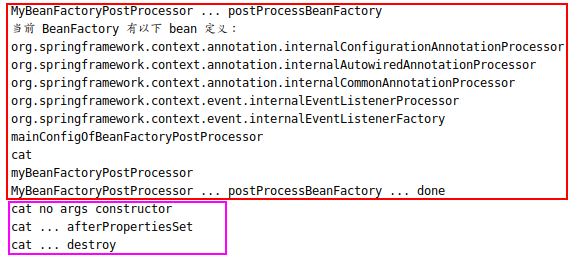 MyBeanFactoryPostProcessor ... postProcessBeanFactory
当前 BeanFactory 有以下 bean 定义：
org.springframework.context.annotation.internalConfigurationAnnotationProcessor
org.springframework.context.annotation.internalAutowiredAnnotationProcessor
org.springframework.context.annotation.internalCommonAnnotationProcessor
org.springframework.context.event.internalEventListenerProcessor
org.springframework.context.event.internalEventListenerFactory
mainConfigOfBeanFactoryPostProcessor
cat
myBeanFactoryPostProcessor
MyBeanFactoryPostProcessor ... postProcessBeanFactory ... done
cat no args constructor
cat ... afterPropertiesSet
cat ... destroy